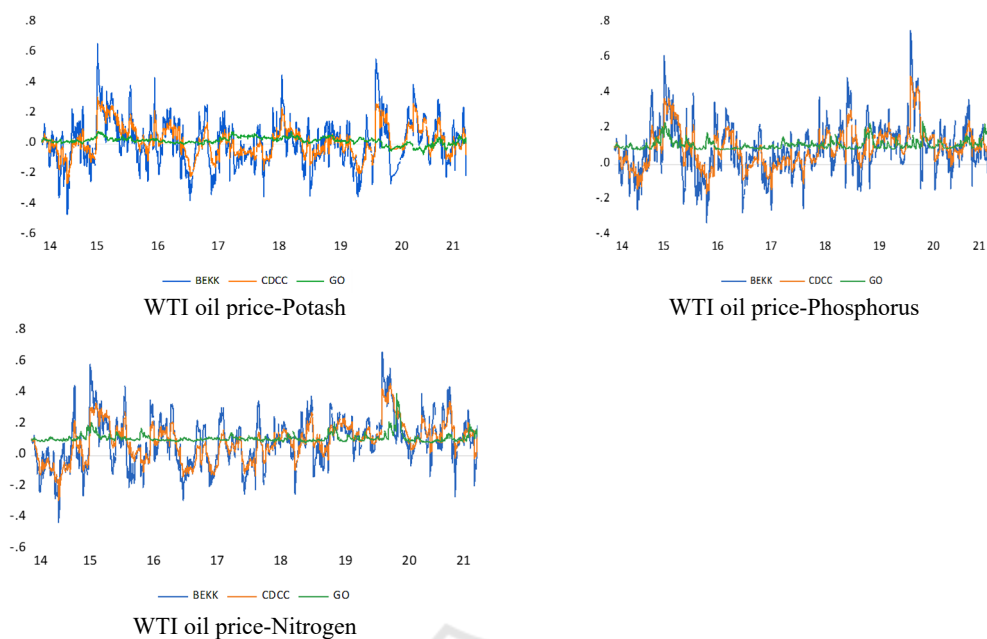 .8
.6
.4
.2
.0
-.2
-.4
-.6
14 15 16 17 18 19 20 21
BEKK CDCC GO
WTI oil price-Potash
.8
.6
.4
.2
.0
-.2
-.4
14 15 16 17 18 19 20 21
BEKK CDCC GO
WTI oil price-Phosphorus
.8
.6
.4
.2
.0
-.2
-.4
-.6
14 15 16 17 18 19 20 21
BEKK CDCC GO
WTI oil price-Nitrogen